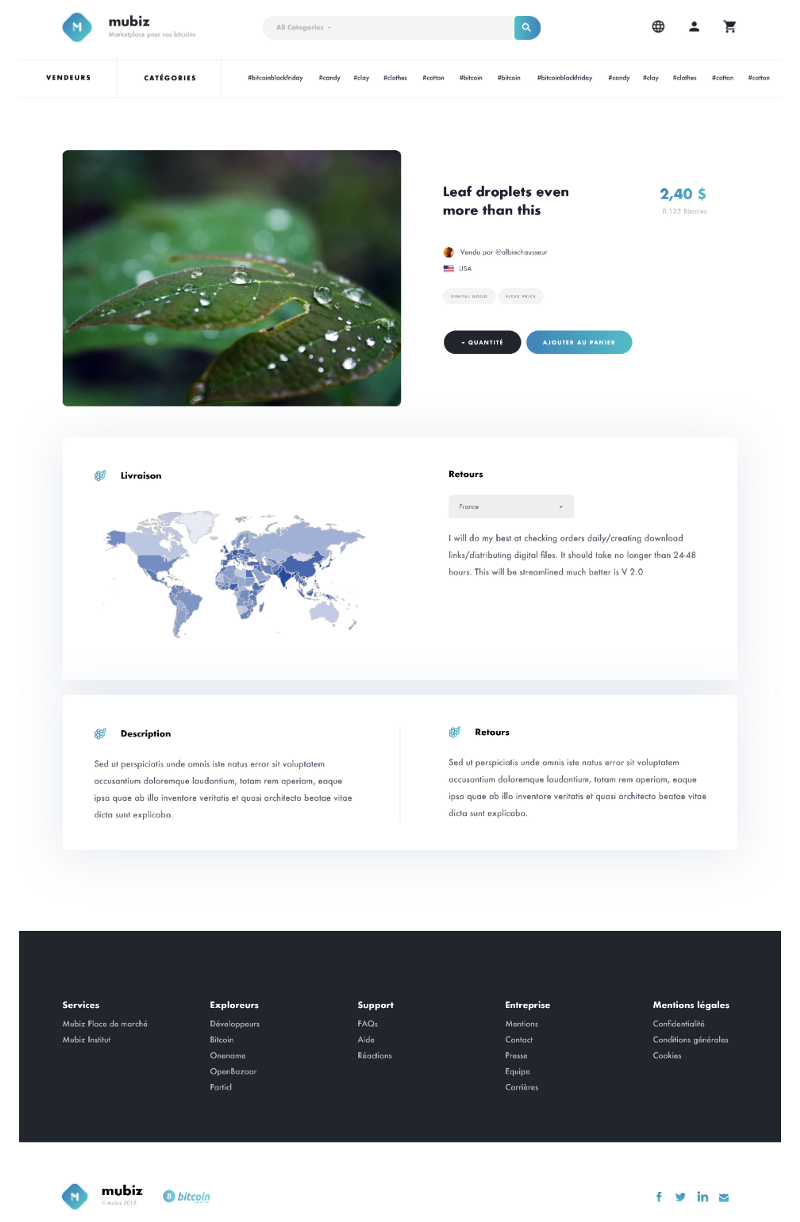 mubiz
Marketplace pour vos bitcoins
All Categories
VENDEURS
CATÉGORIES
#bitcoinblackfriday #candy #clay #clothes #cotton #bitcoin #bitcoin #bitcoinblackfriday #candy #clay #clothes #cotton #cotton
Leaf droplets even
more than this
2,40 $
0,123 Bitcoins
Vendu par @albinchausseur
USA
DIGITAL GOOD
FIXED PRICE
QUANTITÉ
AJOUTER AU PANIER
Livraison
Retours
France
I will do my best at checking orders daily/creating download
links/distributing digital files. It should take no longer than 24-48
hours. This will be streamlined much better is V 2.0
Description
Sed ut perspiciatis unde omnis iste natus error sit voluptatem
accusantium doloremque laudantium, totam rem aperiam, eaque
ipsa quae ab illo inventore veritatis et quasi architecto beatae vitae
dicta sunt explicabo.
Retours
Sed ut perspiciatis unde omnis iste natus error sit voluptatem
accusantium doloremque laudantium, totam rem aperiam, eaque
ipsa quae ab illo inventore veritatis et quasi architecto beatae vitae
dicta sunt explicabo.
Services
Mubiz Place de marché
Mubiz Institut
Exploreurs
Développeurs
Bitcoin
Onename
OpenBazaar
Particl
Support
FAQs
Aide
Réactions
Entreprise
Mentions
Contact
Presse
Equipe
Carrières
Mentions légales
Confidentialité
Conditions générales
Cookies
mubiz
© mubiz 2018
bitcoin